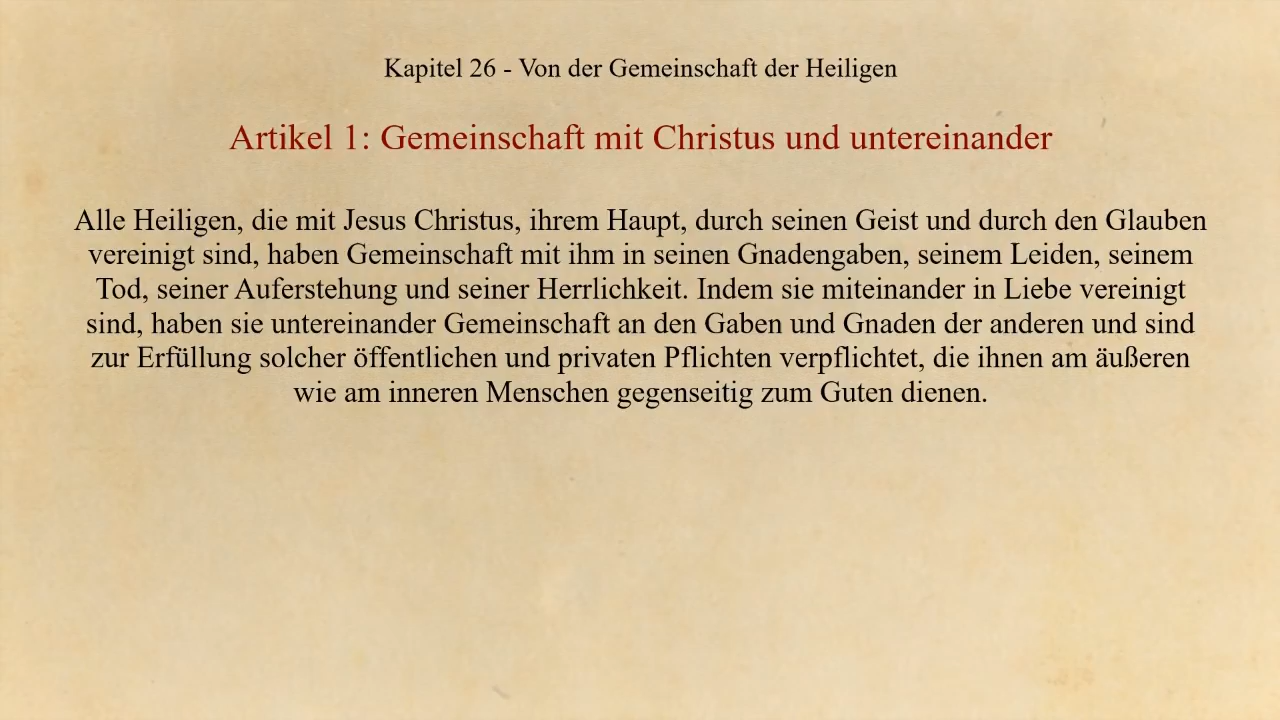 Kapitel 26 - Von der Gemeinschaft der Heiligen
Artikel 1: Gemeinschaft mit Christus und untereinander
Alle Heiligen, die mit Jesus Christus, ihrem Haupt, durch seinen Geist und durch den Glauben
vereinigt sind, haben Gemeinschaft mit ihm in seinen Gnadengaben, seinem Leiden, seinem
Tod, seiner Auferstehung und seiner Herrlichkeit. Indem sie miteinander in Liebe vereinigt
sind, haben sie untereinander Gemeinschaft an den Gaben und Gnaden der anderen und sind
zur Erfüllung solcher öffentlichen und privaten Pflichten verpflichtet, die ihnen am äußeren
wie am inneren Menschen gegenseitig zum Guten dienen.